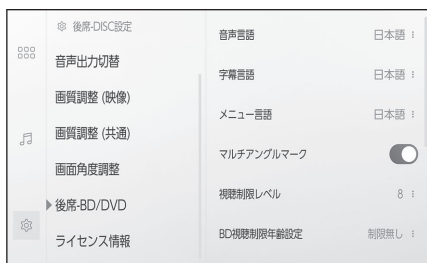 後席-DISC設定
音声出力切替
画質調整 (映像)
画質調整 (共通)
画面角度調整
後席-BD/DVD
ライセンス情報
音声言語 日本語
字幕言語 日本語
メニュー言語 日本語
マルチアングルマーク
視聴制限レベル 8
BD視聴制限年齢設定 制限無し